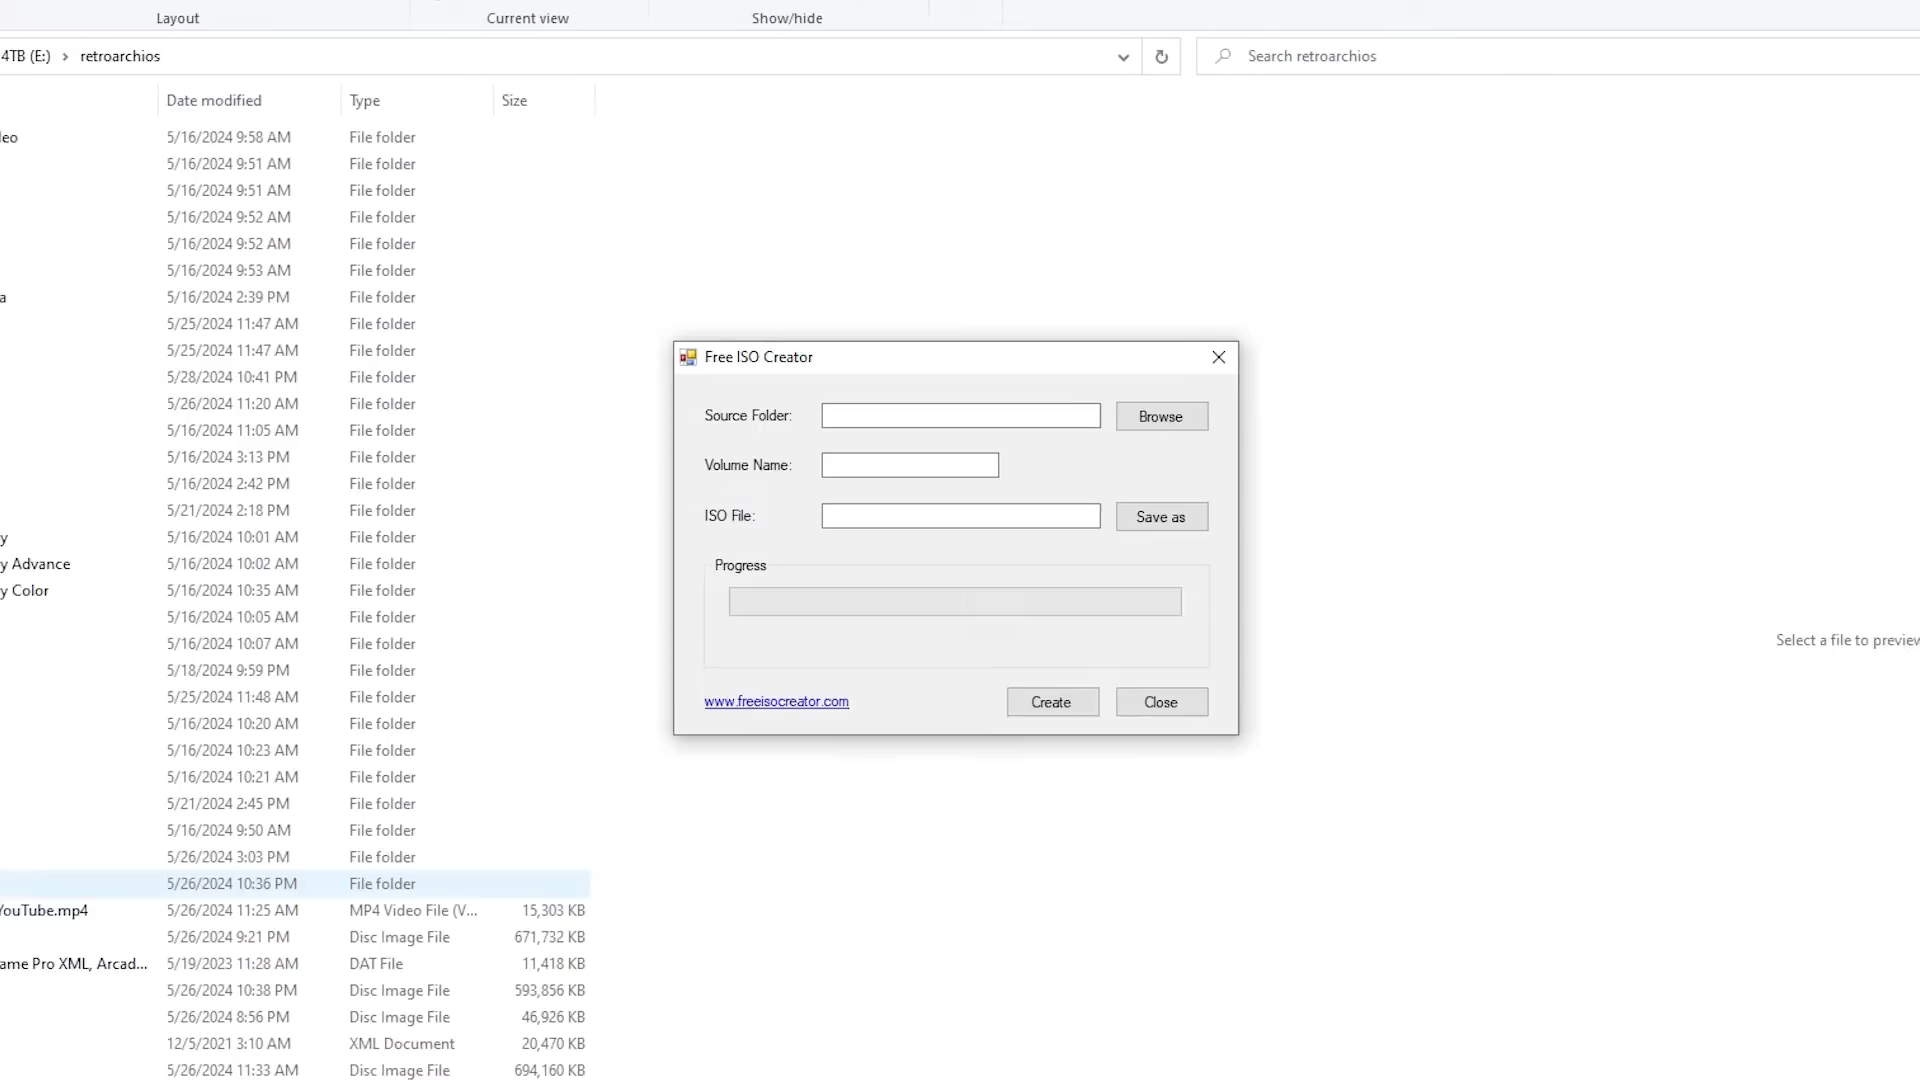 Layout Current view Show/hide
4TB (E:) > retroarchios Search retroarchios
Date modified Type Size
leo 5/16/2024 9:58 AM File folder
5/16/2024 9:51 AM File folder
5/16/2024 9:51 AM File folder
5/16/2024 9:52 AM File folder
5/16/2024 9:52 AM File folder
5/16/2024 9:53 AM File folder
a 5/16/2024 2:39 PM File folder
5/25/2024 11:47 AM File folder
5/25/2024 11:47 AM File folder
5/28/2024 10:41 PM File folder
5/26/2024 11:20 AM File folder
5/16/2024 11:05 AM File folder
5/16/2024 3:13 PM File folder
5/16/2024 2:42 PM File folder
5/21/2024 2:18 PM File folder
y 5/16/2024 10:01 AM File folder
y Advance 5/16/2024 10:02 AM File folder
y Color 5/16/2024 10:35 AM File folder
5/16/2024 10:05 AM File folder
5/16/2024 10:07 AM File folder
5/18/2024 9:59 PM File folder
5/25/2024 11:48 AM File folder
5/16/2024 10:20 AM File folder
5/16/2024 10:23 AM File folder
5/16/2024 10:21 AM File folder
5/21/2024 2:45 PM File folder
5/16/2024 9:50 AM File folder
5/26/2024 3:03 PM File folder
5/26/2024 10:36 PM File folder
YouTube.mp4 5/26/2024 11:25 AM MP4 Video File (V... 15,303 KB
5/26/2024 9:21 PM Disc Image File 671,732 KB
ame Pro XML, Arcad... 5/19/2023 11:28 AM DAT File 11,418 KB
5/26/2024 10:38 PM Disc Image File 593,856 KB
5/26/2024 8:56 PM Disc Image File 46,926 KB
12/5/2021 3:10 AM XML Document 20,470 KB
5/26/2024 11:33 AM Disc Image File 694,160 KB
Free ISO Creator
Source Folder: Browse
Volume Name:
ISO File: Save as
Progress
www.freeisocreator.com Create Close
Select a file to preview